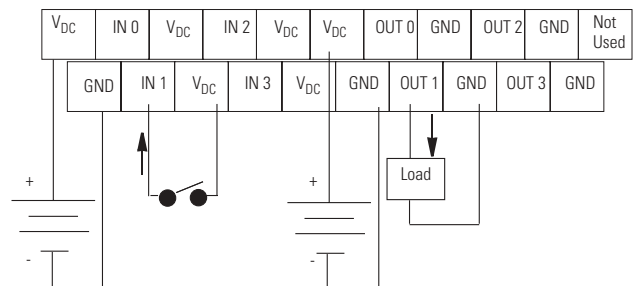 VDC IN 0 VDC IN 2 VDC VDC OUT 0 GND OUT 2 GND Not Used
GND IN 1 VDC IN 3 VDC GND OUT 1 GND OUT 3 GND
Load
+ +
- -